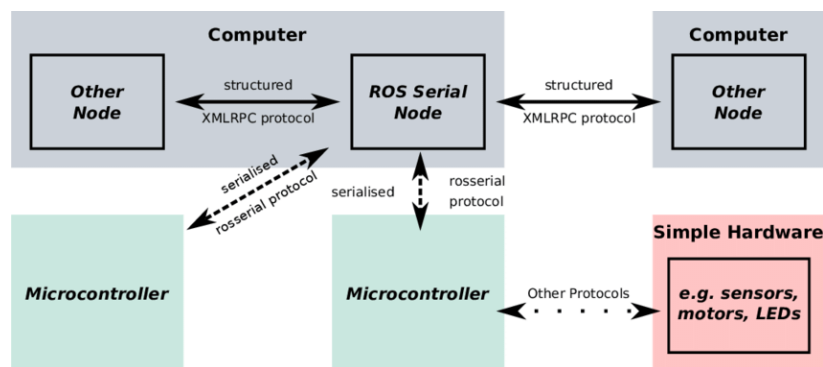 Computer
Computer
Other
Node
structured
XMLRPC protocol
ROS Serial
Node
structured
XMLRPC protocol
Other
Node
serialised
rosserial protocol
serialised
rosserial
protocol
Microcontroller
Microcontroller
Other Protocols
Simple Hardware
e.g. sensors,
motors, LEDs